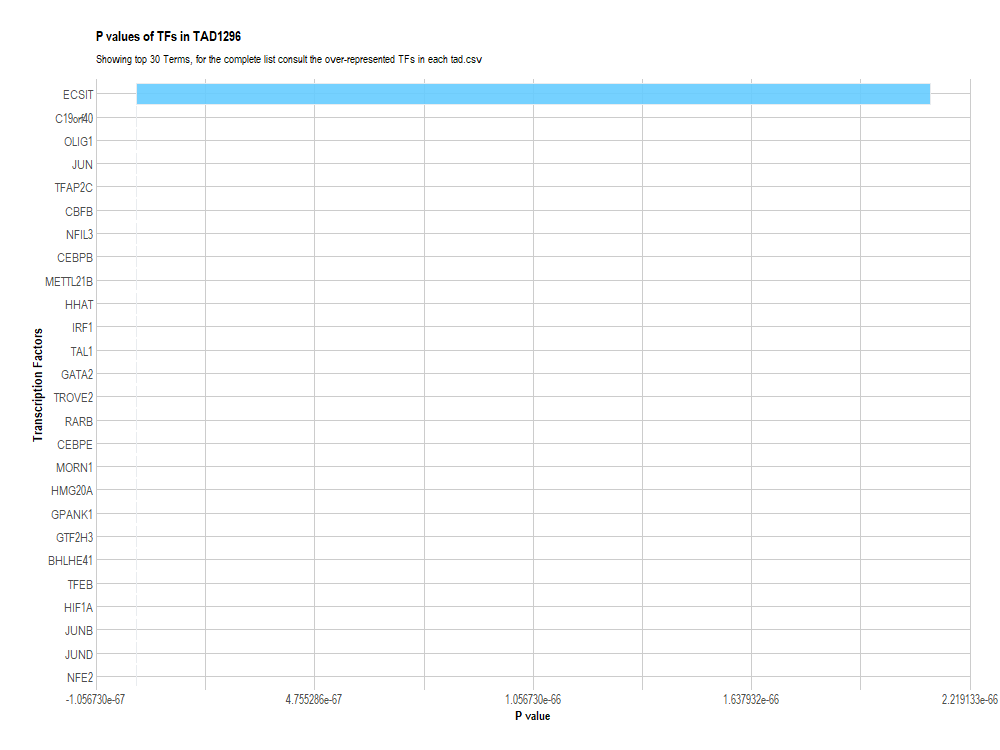 P values of TFs in TAD1296
Showing top 30 Terms, for the complete list consult the over-represented TFs in each tad.csv
ECSIT
C19orf40
OLIG1
JUN
TFAP2C
CBFB
NFIL3
CEBPB
METTL21B
HHAT
IRF1
TAL1
GATA2
TROVE2
RARB
CEBPE
MORN1
HMG20A
GPANK1
GTF2H3
BHLHE41
TFEB
HIF1A
JUNB
JUND
NFE2
Transcription Factors
-1.056730e-67 4.755286e-67 1.056730e-66 1.637932e-66 2.219133e-66
P value